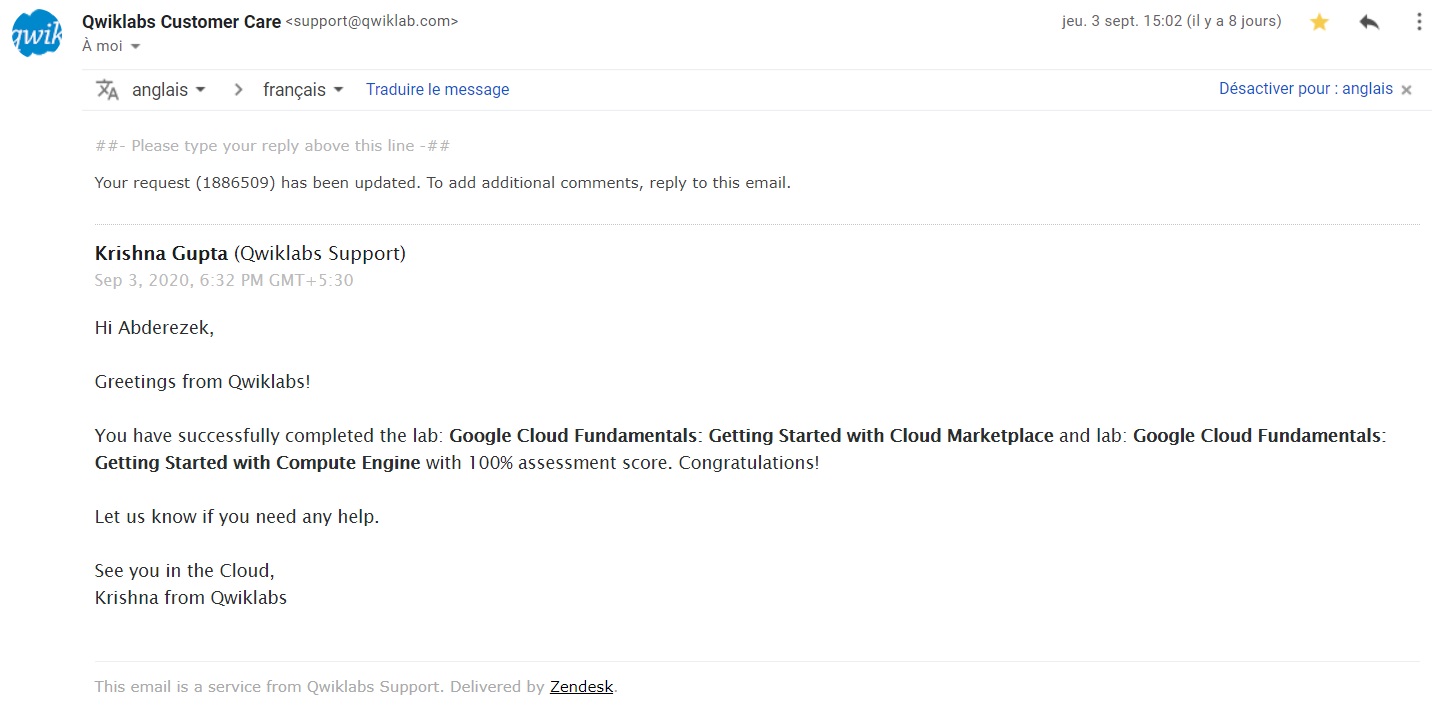 qwik
Qwiklabs Customer Care <support@qwiklab.com>
jeu. 3 sept. 15:02 (il y a 8 jours)
À moi
anglais > français Traduire le message
Désactiver pour : anglais ×
##- Please type your reply above this line -##
Your request (1886509) has been updated. To add additional comments, reply to this email.
Krishna Gupta (Qwiklabs Support)
Sep 3, 2020, 6:32 PM GMT+5:30
Hi Abderezek,
Greetings from Qwiklabs!
You have successfully completed the lab: Google Cloud Fundamentals: Getting Started with Cloud Marketplace and lab: Google Cloud Fundamentals:
Getting Started with Compute Engine with 100% assessment score. Congratulations!
Let us know if you need any help.
See you in the Cloud,
Krishna from Qwiklabs
This email is a service from Qwiklabs Support. Delivered by Zendesk.